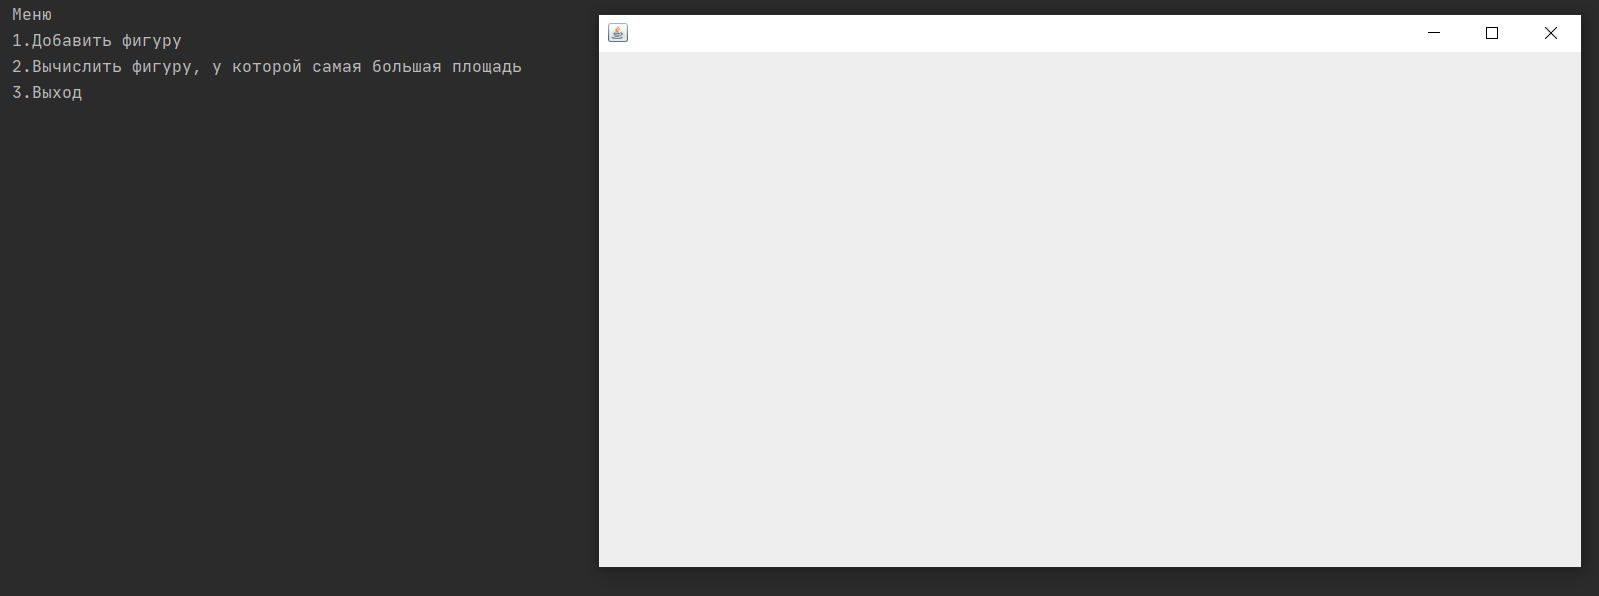 Меню
1.Добавить фигуру
2.Вычислить фигуру, у которой самая большая площадь
3.Выход